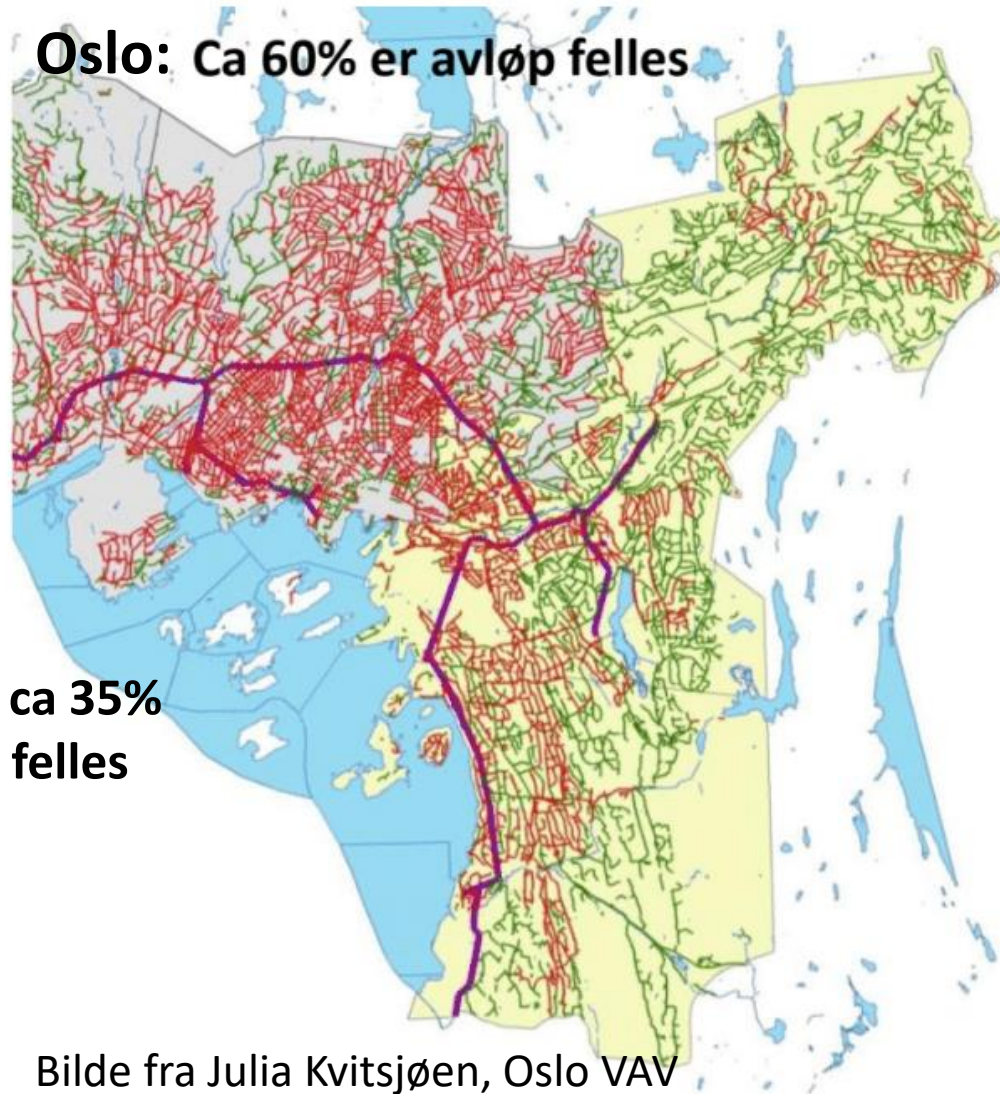 Oslo: Ca 60% er avløp felles
ca 35%
felles
Bilde fra Julia Kvitsjøen, Oslo VAV